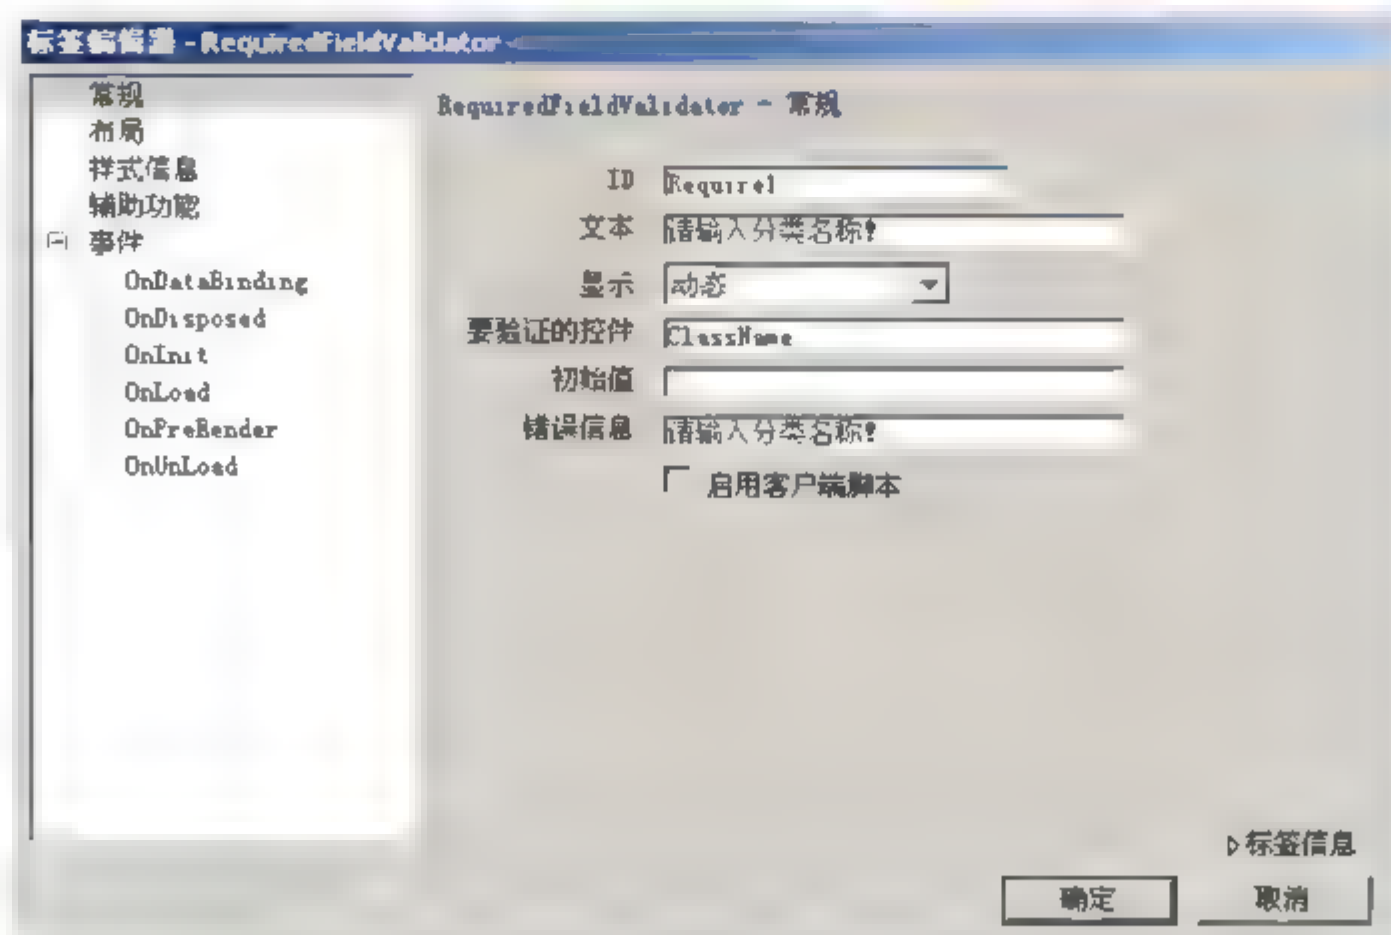 标签编辑器 - RequiredFieldValidator
常规
布局
样式信息
辅助功能
事件
OnDataBinding
OnDisposed
OnInit
OnLoad
OnPreRender
OnUnLoad
RequiredFieldValidator - 常规
ID Require1
文本 请输入分类名称!
显示 动态
要验证的控件 ClassName
初始值
错误信息 请输入分类名称!
启用客户端脚本
标签信息
确定 取消